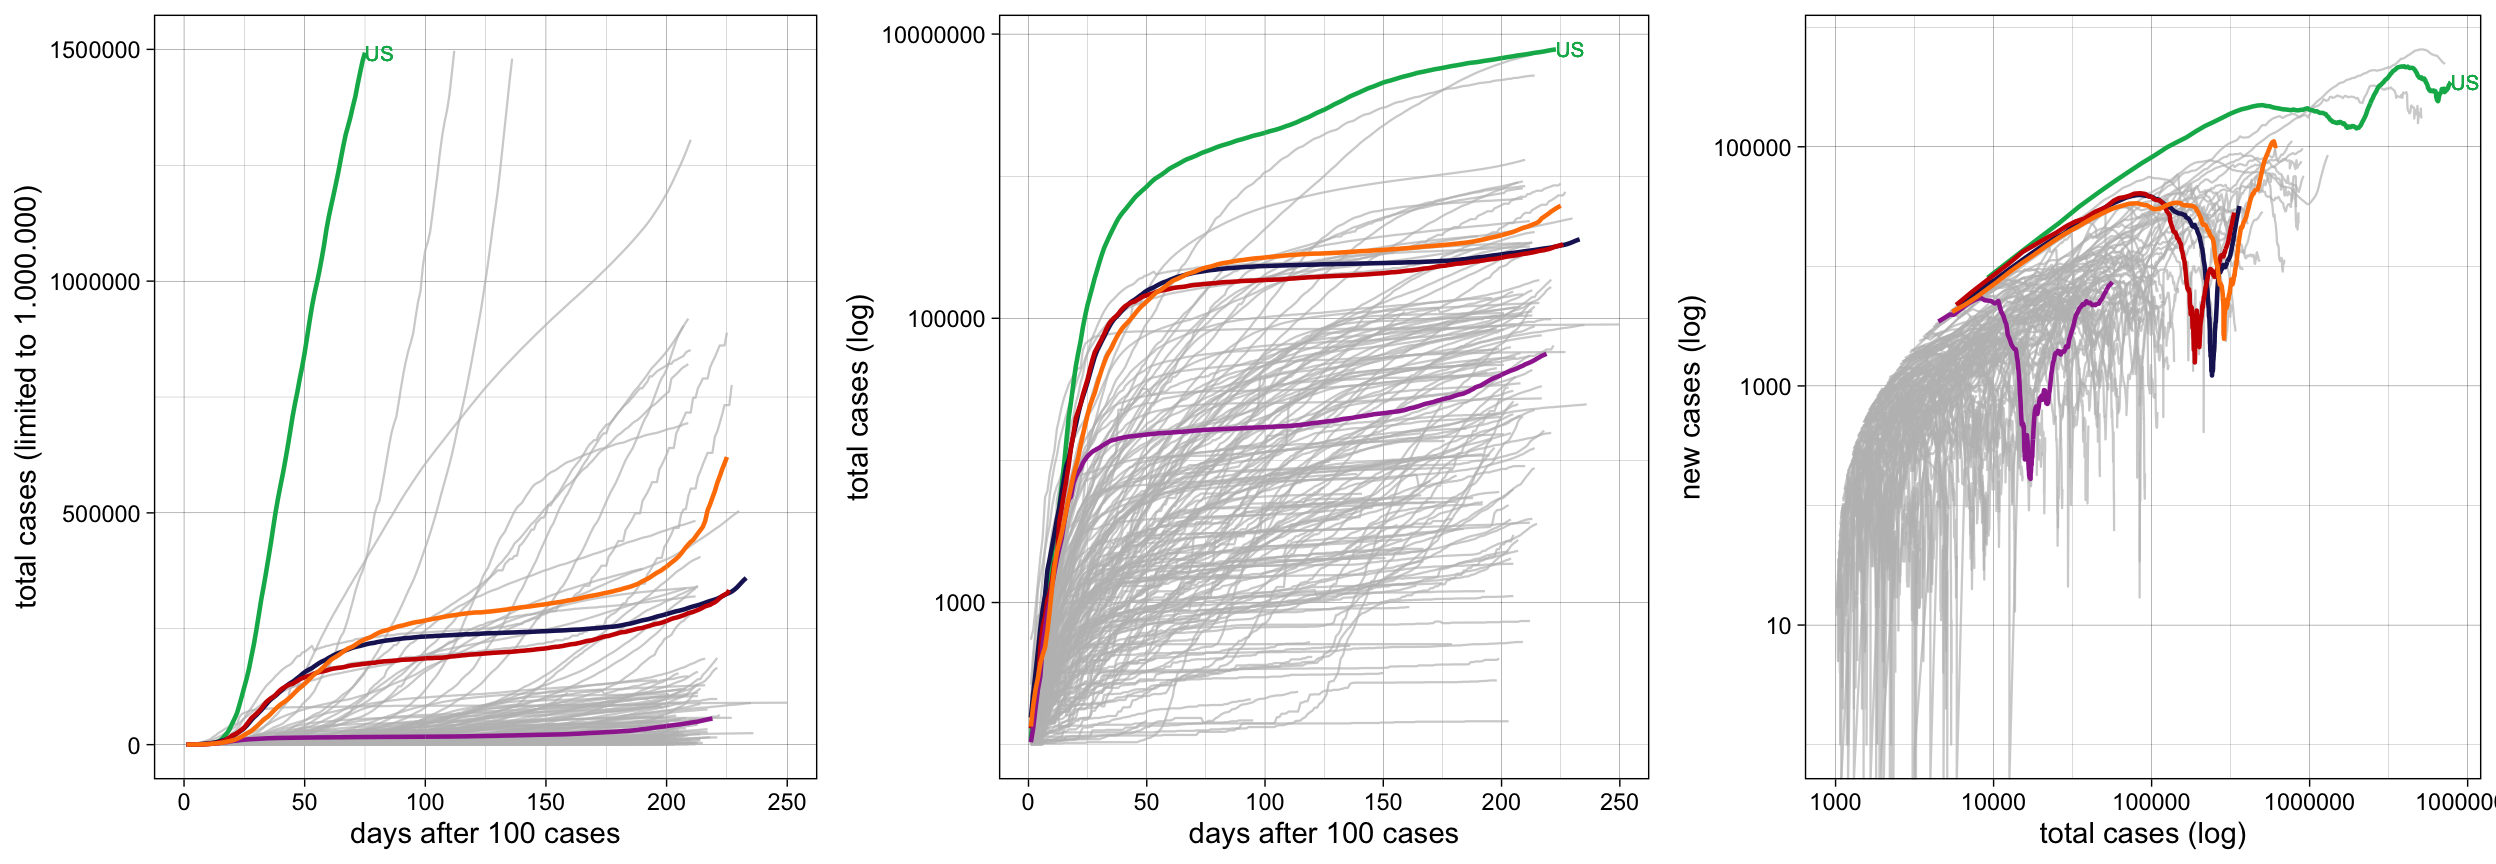 total cases (limited to 1.000.000)
1500000
1000000
500000
0
US
0 50 100 150 200 250
days after 100 cases
total cases (log)
10000000
100000
1000
US
0 50 100 150 200 250
days after 100 cases
new cases (log)
100000
1000
10
US
1000 10000 100000 1000000 1000000
total cases (log)